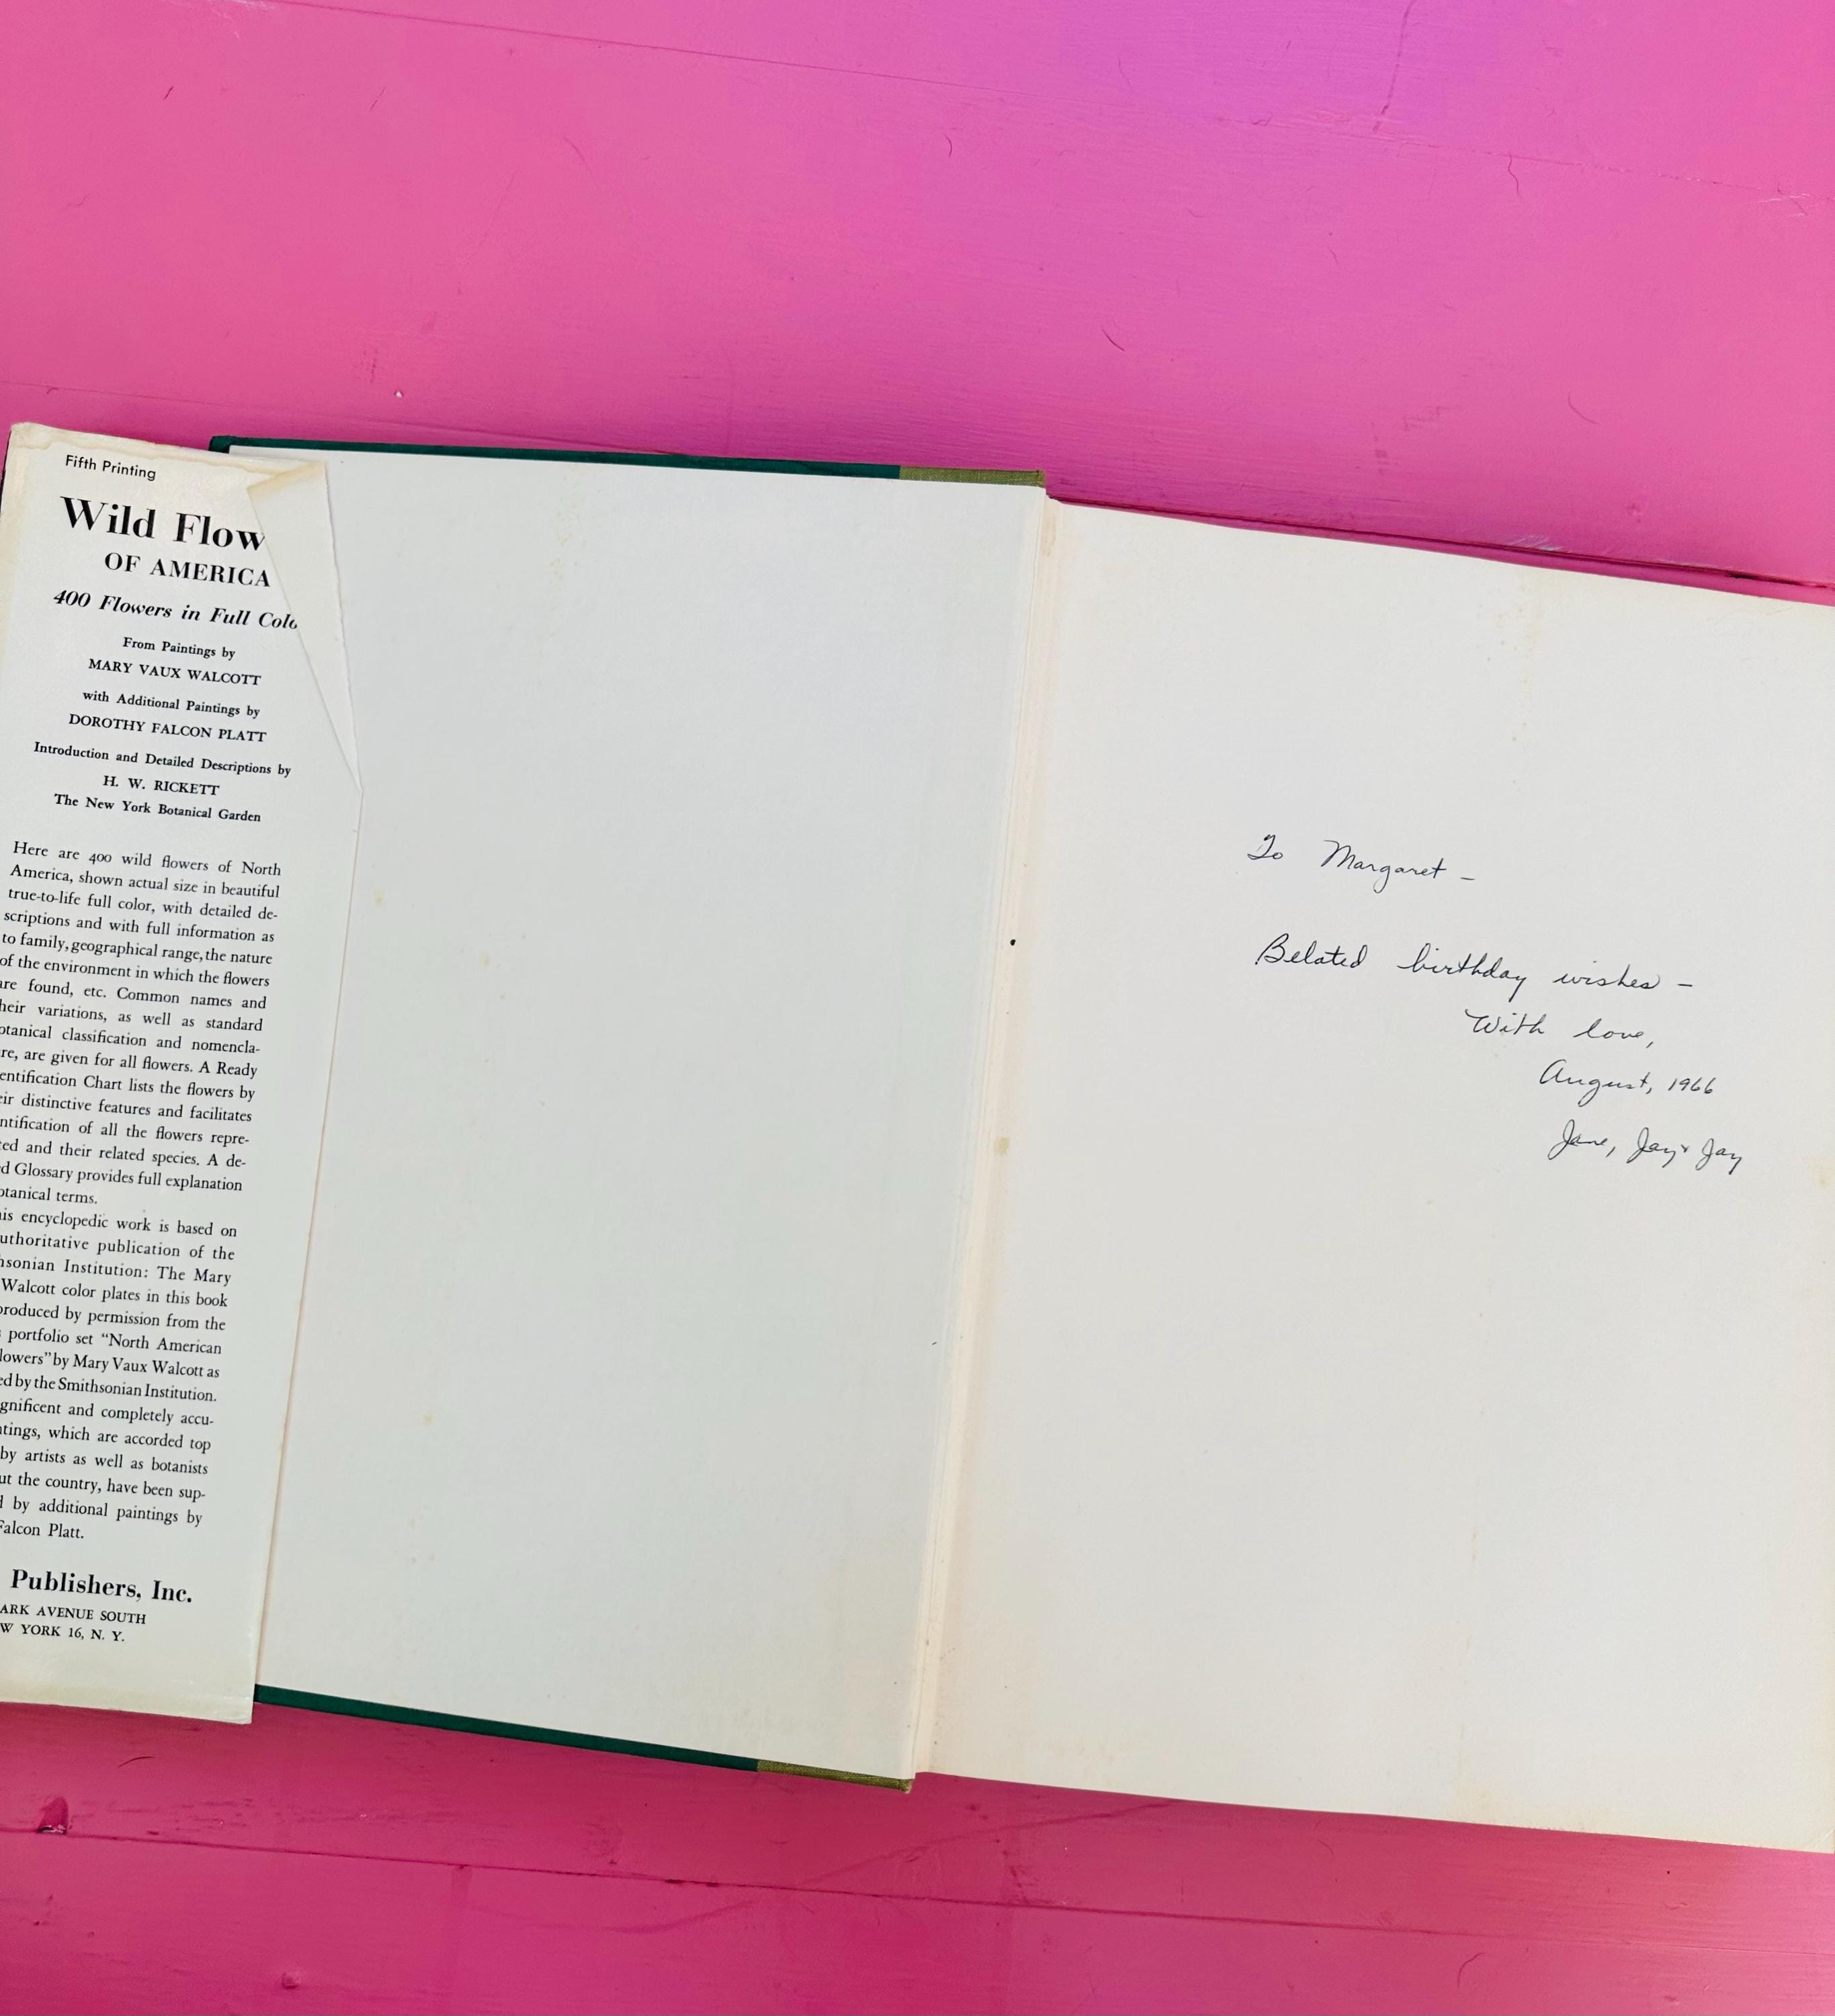 Fifth Printing
Wild Flow
OF AMERICA
400 Flowers in Full Colo
From Paintings by
MARY VAUX WALCOTT
with Additional Paintings by
DOROTHY FALCON PLATT
Introduction and Detailed Descriptions by
H. W. RICKETT
The New York Botanical Garden
Here are 400 wild flowers of North
America, shown actual size in beautiful
true-to-life full color, with detailed de-
scriptions and with full information as
to family, geographical range, the nature
of the environment in which the flowers
are found, etc. Common names and
heir variations, as well as standard
otanical classification and nomencla-
re, are given for all flowers. A Ready
entification Chart lists the flowers by
eir distinctive features and facilitates
ntification of all the flowers repre-
ted and their related species. A de-
d Glossary provides full explanation
otanical terms.
is encyclopedic work is based on
uthoritative publication of the
hsonian Institution: The Mary
Walcott color plates in this book
produced by permission from the
portfolio set "North American
lowers" by Mary Vaux Walcott as
ed by the Smithsonian Institution.
gnificent and completely accu-
ntings, which are accorded top
by artists as well as botanists
ut the country, have been sup-
d by additional paintings by
Falcon Platt.
Publishers, Inc.
ARK AVENUE SOUTH
W YORK 16, N. Y.
To Margaret -
Belated birthday wishes -
With love,
August, 1966
Jane, Jay & Jay